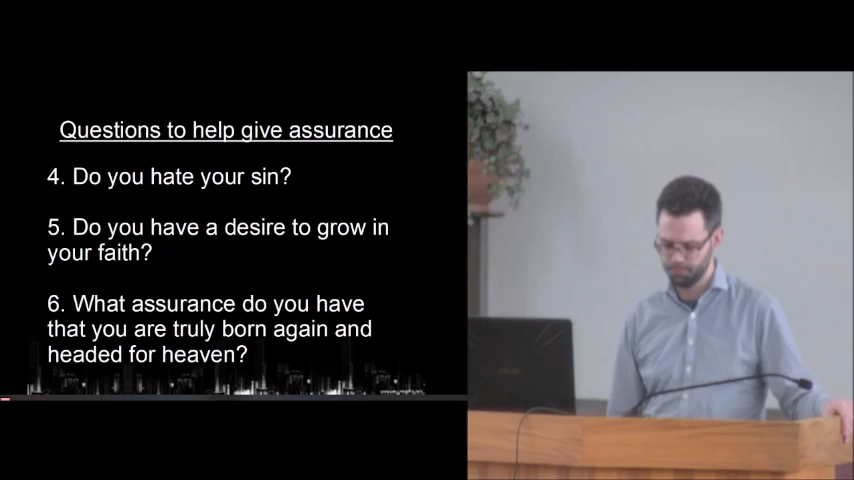 Questions to help give assurance
4. Do you hate your sin?
5. Do you have a desire to grow in
your faith?
6. What assurance do you have
that you are truly born again and
headed for heaven?